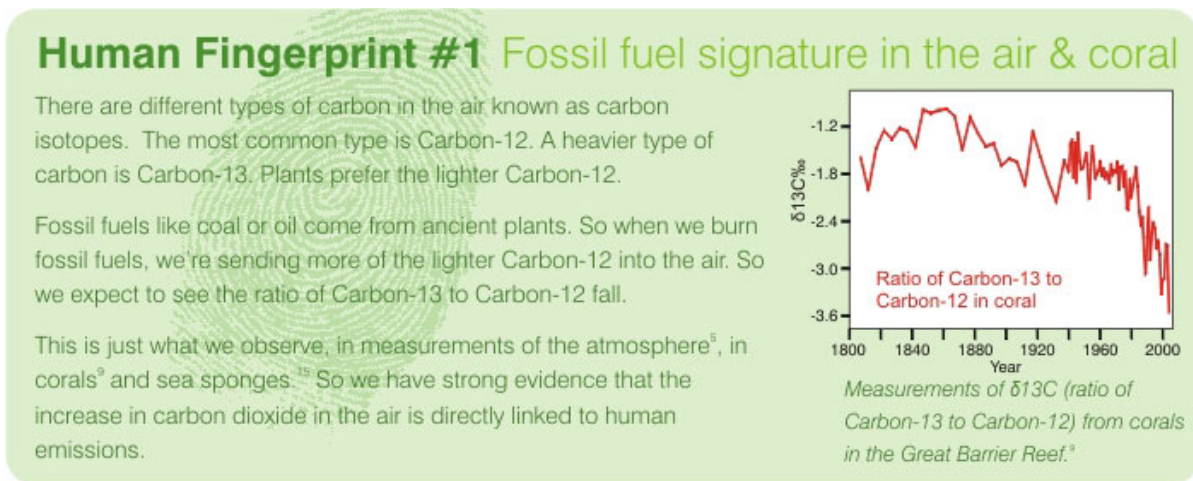 Human Fingerprint #1 Fossil fuel signature in the air & coral
There are different types of carbon in the air known as carbon
isotopes. The most common type is Carbon-12. A heavier type of
carbon is Carbon-13. Plants prefer the lighter Carbon-12.
Fossil fuels like coal or oil come from ancient plants. So when we burn
fossil fuels, we're sending more of the lighter Carbon-12 into the air. So
we expect to see the ratio of Carbon-13 to Carbon-12 fall.
This is just what we observe, in measurements of the atmosphere⁵, in
corals⁹ and sea sponges.¹⁵ So we have strong evidence that the
increase in carbon dioxide in the air is directly linked to human
emissions.
δ13C‰
-1.2
-1.8
-2.4
-3.0
-3.6
Ratio of Carbon-13 to
Carbon-12 in coral
1800 1840 1880 1920 1960 2000
Year
Measurements of δ13C (ratio of
Carbon-13 to Carbon-12) from corals
in the Great Barrier Reef.⁹